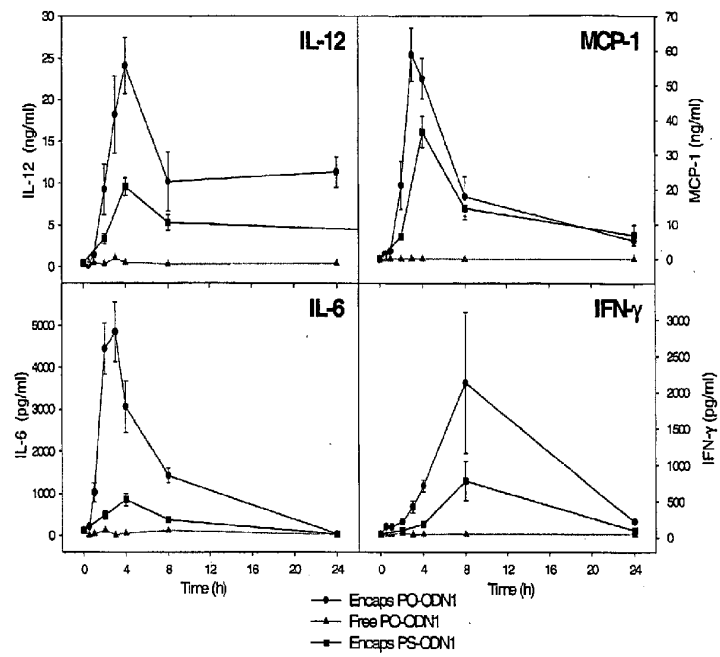 IL-12
MCP-1
IL-12 (ng/ml)
30
25
20
15
10
5
0
MCP-1 (ng/ml)
70
60
50
40
30
20
10
0
IL-6
IFN-γ
IL-6 (pg/ml)
5000
4000
3000
2000
1000
0
IFN-γ (pg/ml)
3000
2500
2000
1500
1000
500
0
0 4 8 12 16 20 24
0 4 8 12 16 20 24
Time (h)
Time (h)
Encaps PO-ODN1
Free PO-ODN1
Encaps PS-ODN1